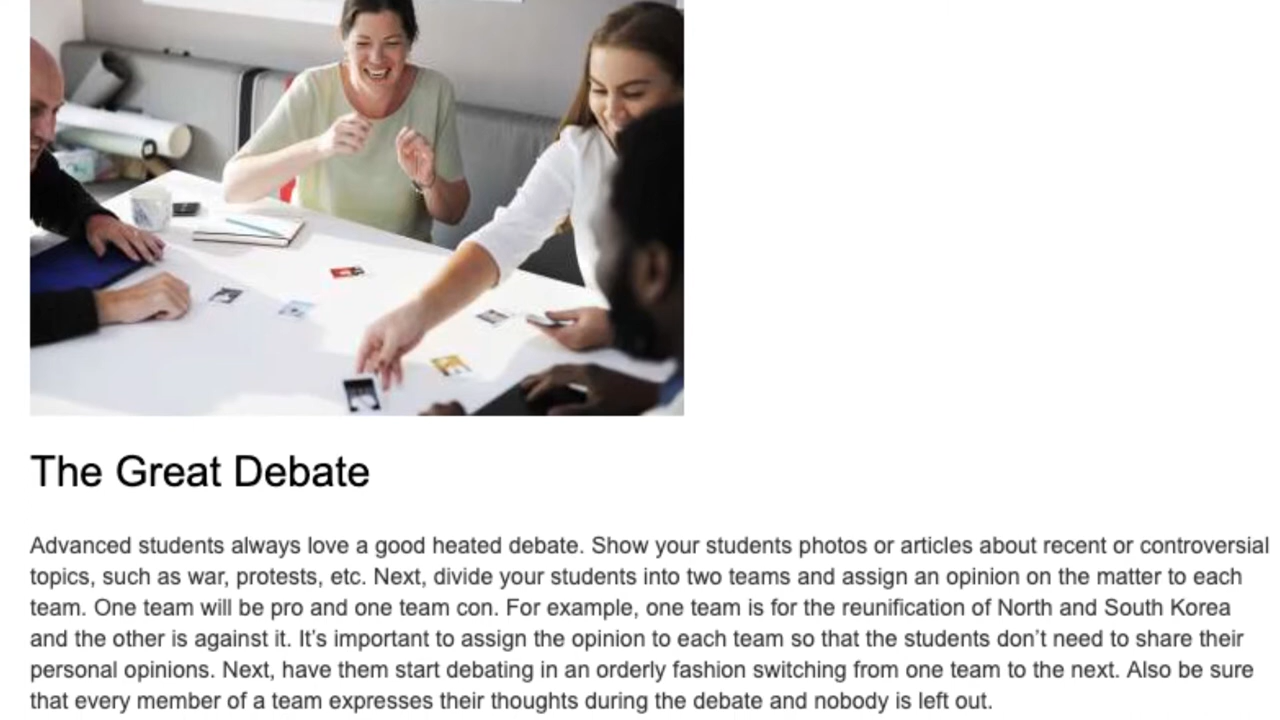 The Great Debate
Advanced students always love a good heated debate. Show your students photos or articles about recent or controversial
topics, such as war, protests, etc. Next, divide your students into two teams and assign an opinion on the matter to each
team. One team will be pro and one team con. For example, one team is for the reunification of North and South Korea
and the other is against it. It’s important to assign the opinion to each team so that the students don’t need to share their
personal opinions. Next, have them start debating in an orderly fashion switching from one team to the next. Also be sure
that every member of a team expresses their thoughts during the debate and nobody is left out.